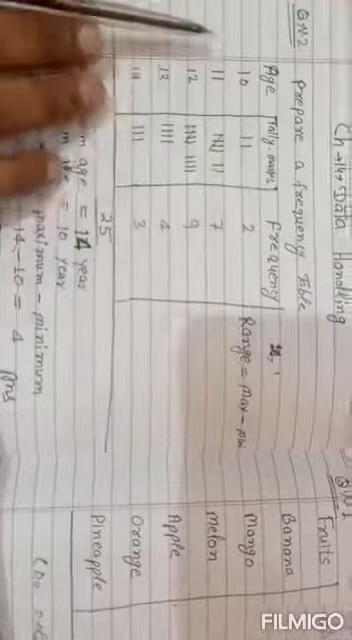 Ch → 14 → Data Handling
Q.N.2 Prepare a frequency Table
Age Tally marks Frequency
10 11 2
11 7
12 9
13 4
14 111 3
25
m age = 14 year
= 10 year
Range = Max - Min
maximum - minimum
14 - 10 = 4 Ans
Q.N.1
Fruits
Banana
Mango
Melon
Apple
Orange
Pineapple
FILMIGO